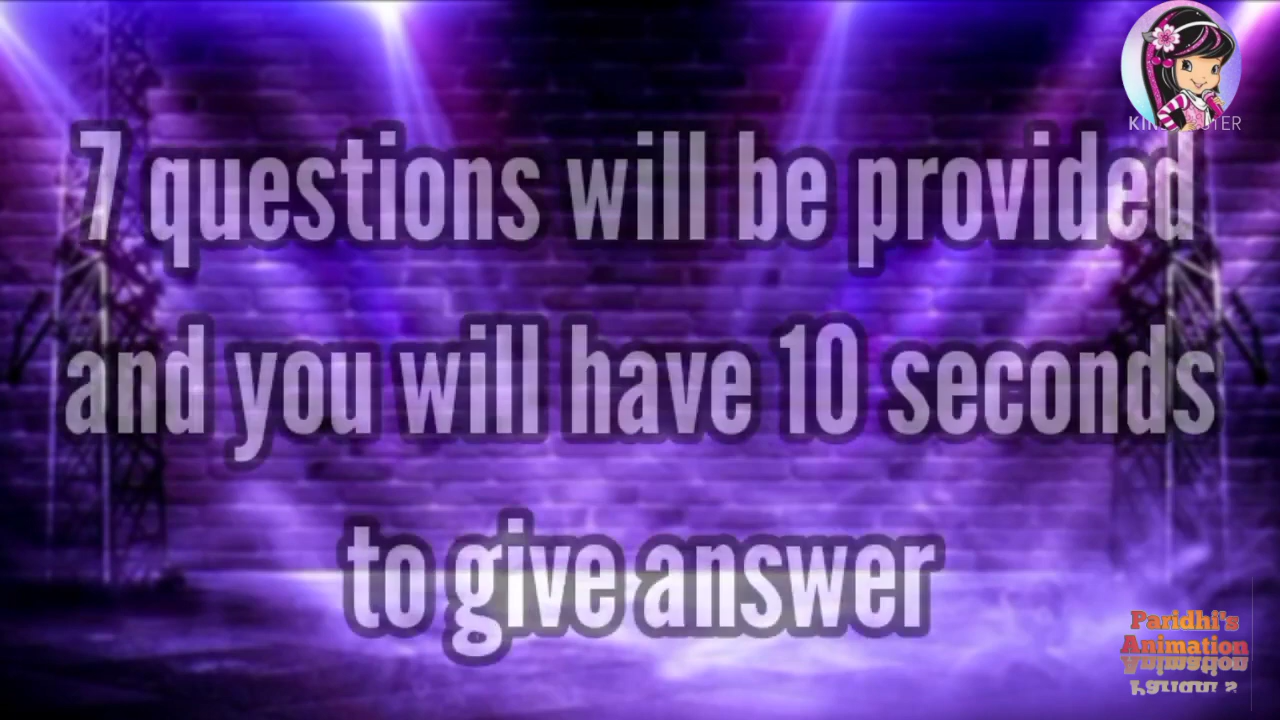 7 questions will be provided
and you will have 10 seconds
to give answer
Paridhi's
Animation